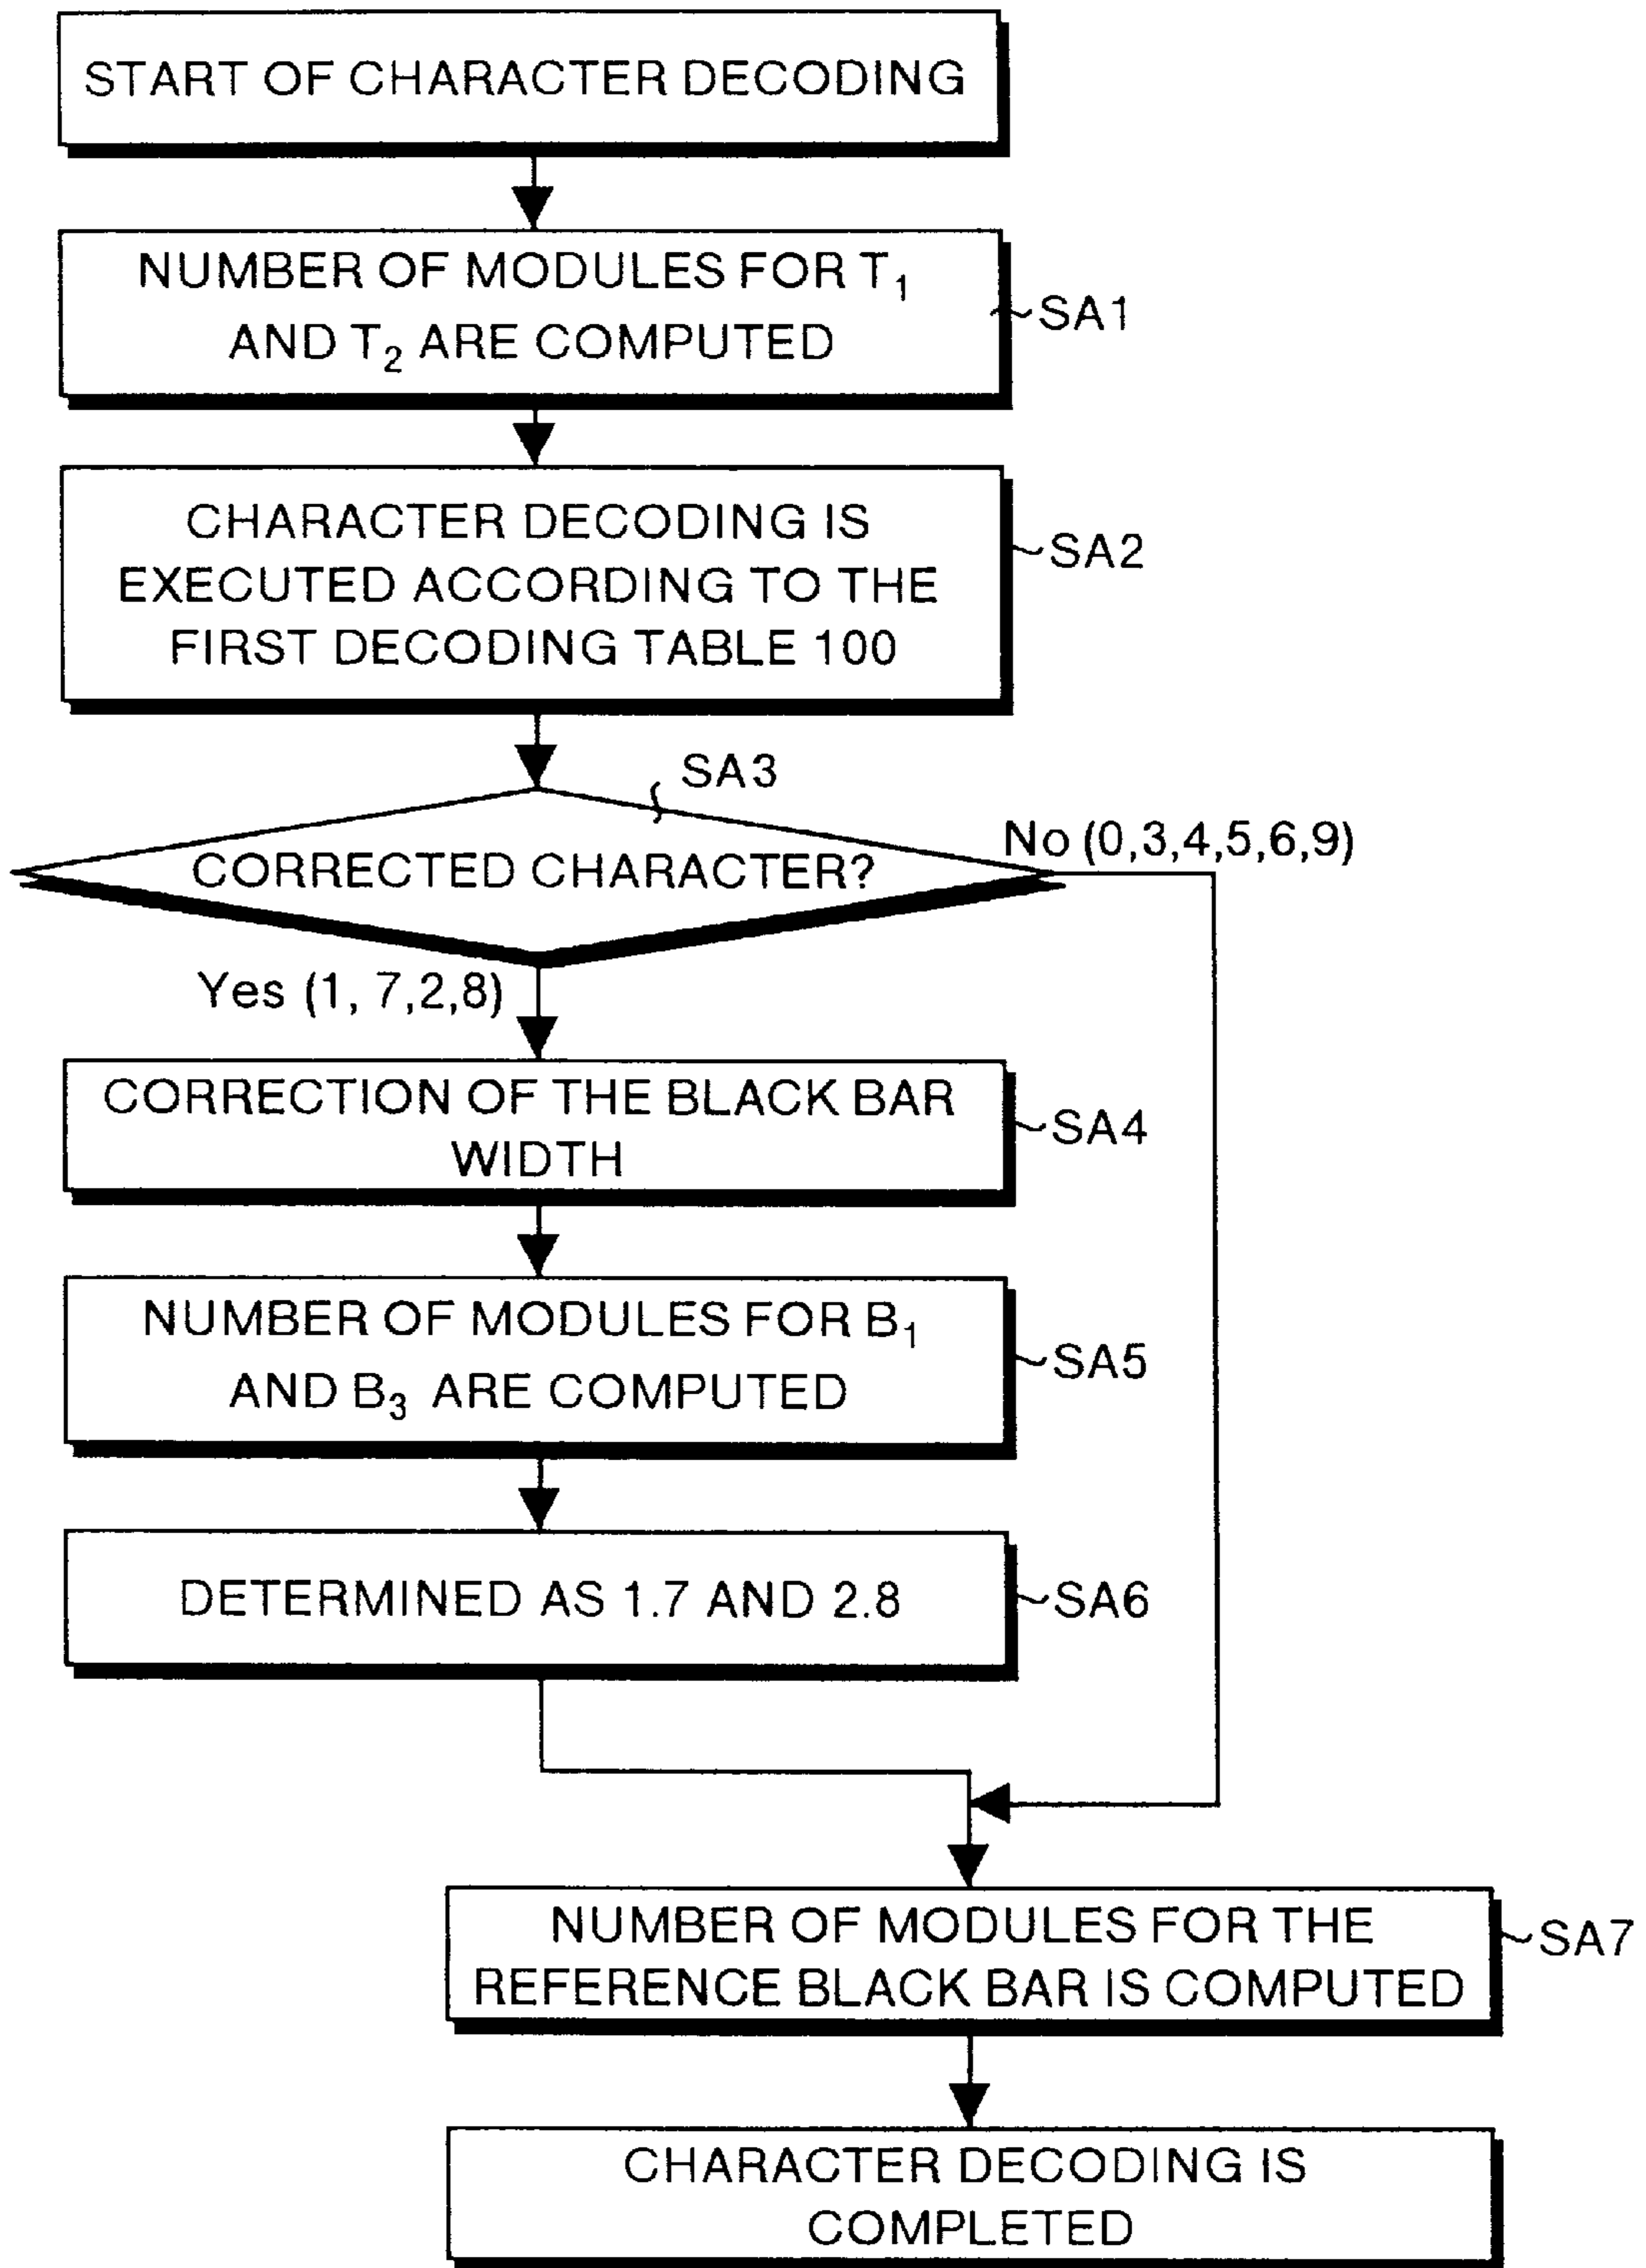 START OF CHARACTER DECODING
NUMBER OF MODULES FOR T₁
AND T₂ ARE COMPUTED
SA1
CHARACTER DECODING IS
EXECUTED ACCORDING TO THE
FIRST DECODING TABLE 100
SA2
SA3
CORRECTED CHARACTER?
No (0,3,4,5,6,9)
Yes (1, 7,2,8)
CORRECTION OF THE BLACK BAR
WIDTH
SA4
NUMBER OF MODULES FOR B₁
AND B₃ ARE COMPUTED
SA5
DETERMINED AS 1.7 AND 2.8
SA6
NUMBER OF MODULES FOR THE
REFERENCE BLACK BAR IS COMPUTED
SA7
CHARACTER DECODING IS
COMPLETED